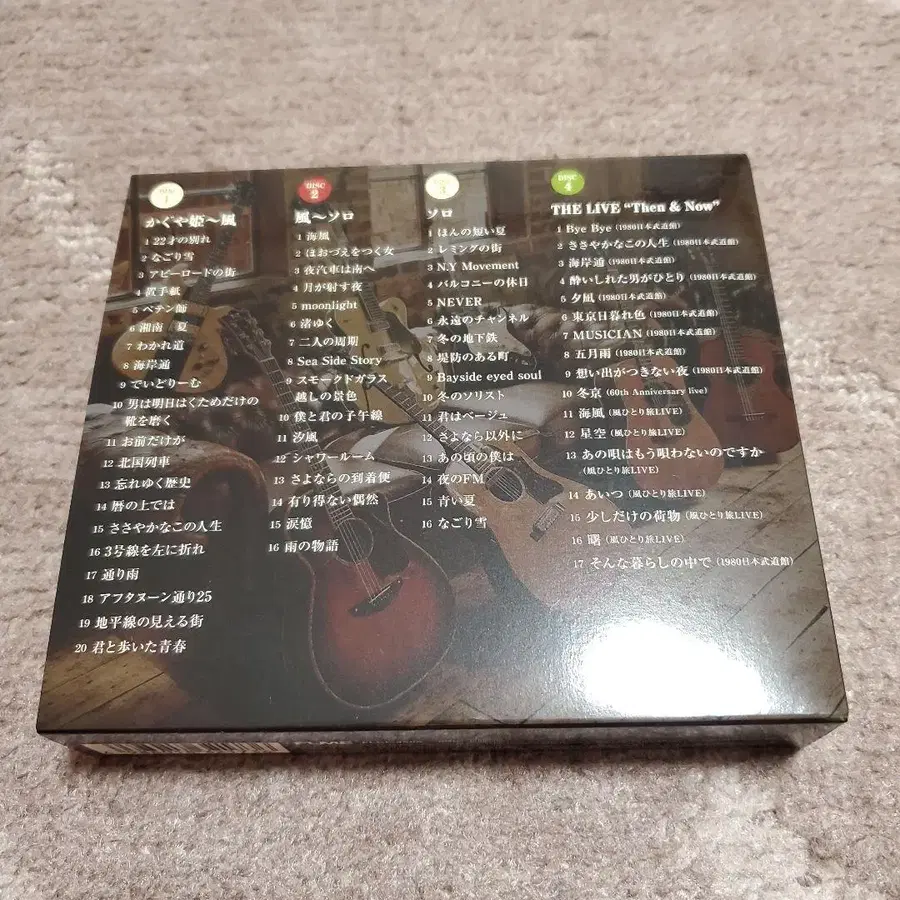 DISC 1
かぐや姫〜風
1 22才の別れ
2 なごり雪
3 アビーロードの街
4 置手紙
5 ペテン師
6 湘南 夏
7 わかれ道
8 海岸通
9 でいどりーむ
10 男は明日はくためだけの
靴を磨く
11 お前だけが
12 北国列車
13 忘れゆく歴史
14 暦の上では
15 ささやかなこの人生
16 3号線を左に折れ
17 通り雨
18 アフタヌーン通り25
19 地平線の見える街
20 君と歩いた青春
DISC 2
風〜ソロ
1 海風
2 ほおづえをつく女
3 夜汽車は南へ
4 月が射す夜
5 moonlight
6 渚ゆく
7 二人の周期
8 Sea Side Story
9 スモークドガラス
越しの景色
10 僕と君の子午線
11 汐風
12 シャワールーム
13 さよならの到着便
14 有り得ない偶然
15 涙憶
16 雨の物語
DISC 3
ソロ
1 ほんの短い夏
2 レミングの街
3 N.Y Movement
4 バルコニーの休日
5 NEVER
6 永遠のチャンネル
7 冬の地下鉄
8 堤防のある町
9 Bayside eyed soul
10 冬のソリスト
11 君はベージュ
12 さよなら以外に
13 あの頃の僕は
14 夜のFM
15 青い夏
16 なごり雪
DISC 4
THE LIVE “Then & Now”
1 Bye Bye (1980日本武道館)
2 ささやかなこの人生 (1980日本武道館)
3 海岸通 (1980日本武道館)
4 酔いしれた男がひとり (1980日本武道館)
5 夕凪 (1980日本武道館)
6 東京日暮れ色 (1980日本武道館)
7 MUSICIAN (1980日本武道館)
8 五月雨 (1980日本武道館)
9 想い出がつきない夜 (1980日本武道館)
10 冬京 (60th Anniversary live)
11 海風 (風ひとり旅LIVE)
12 星空 (風ひとり旅LIVE)
13 あの唄はもう唄わないのですか
(風ひとり旅LIVE)
14 あいつ (風ひとり旅LIVE)
15 少しだけの荷物 (風ひとり旅LIVE)
16 曙 (風ひとり旅LIVE)
17 そんな暮らしの中で (1980日本武道館)